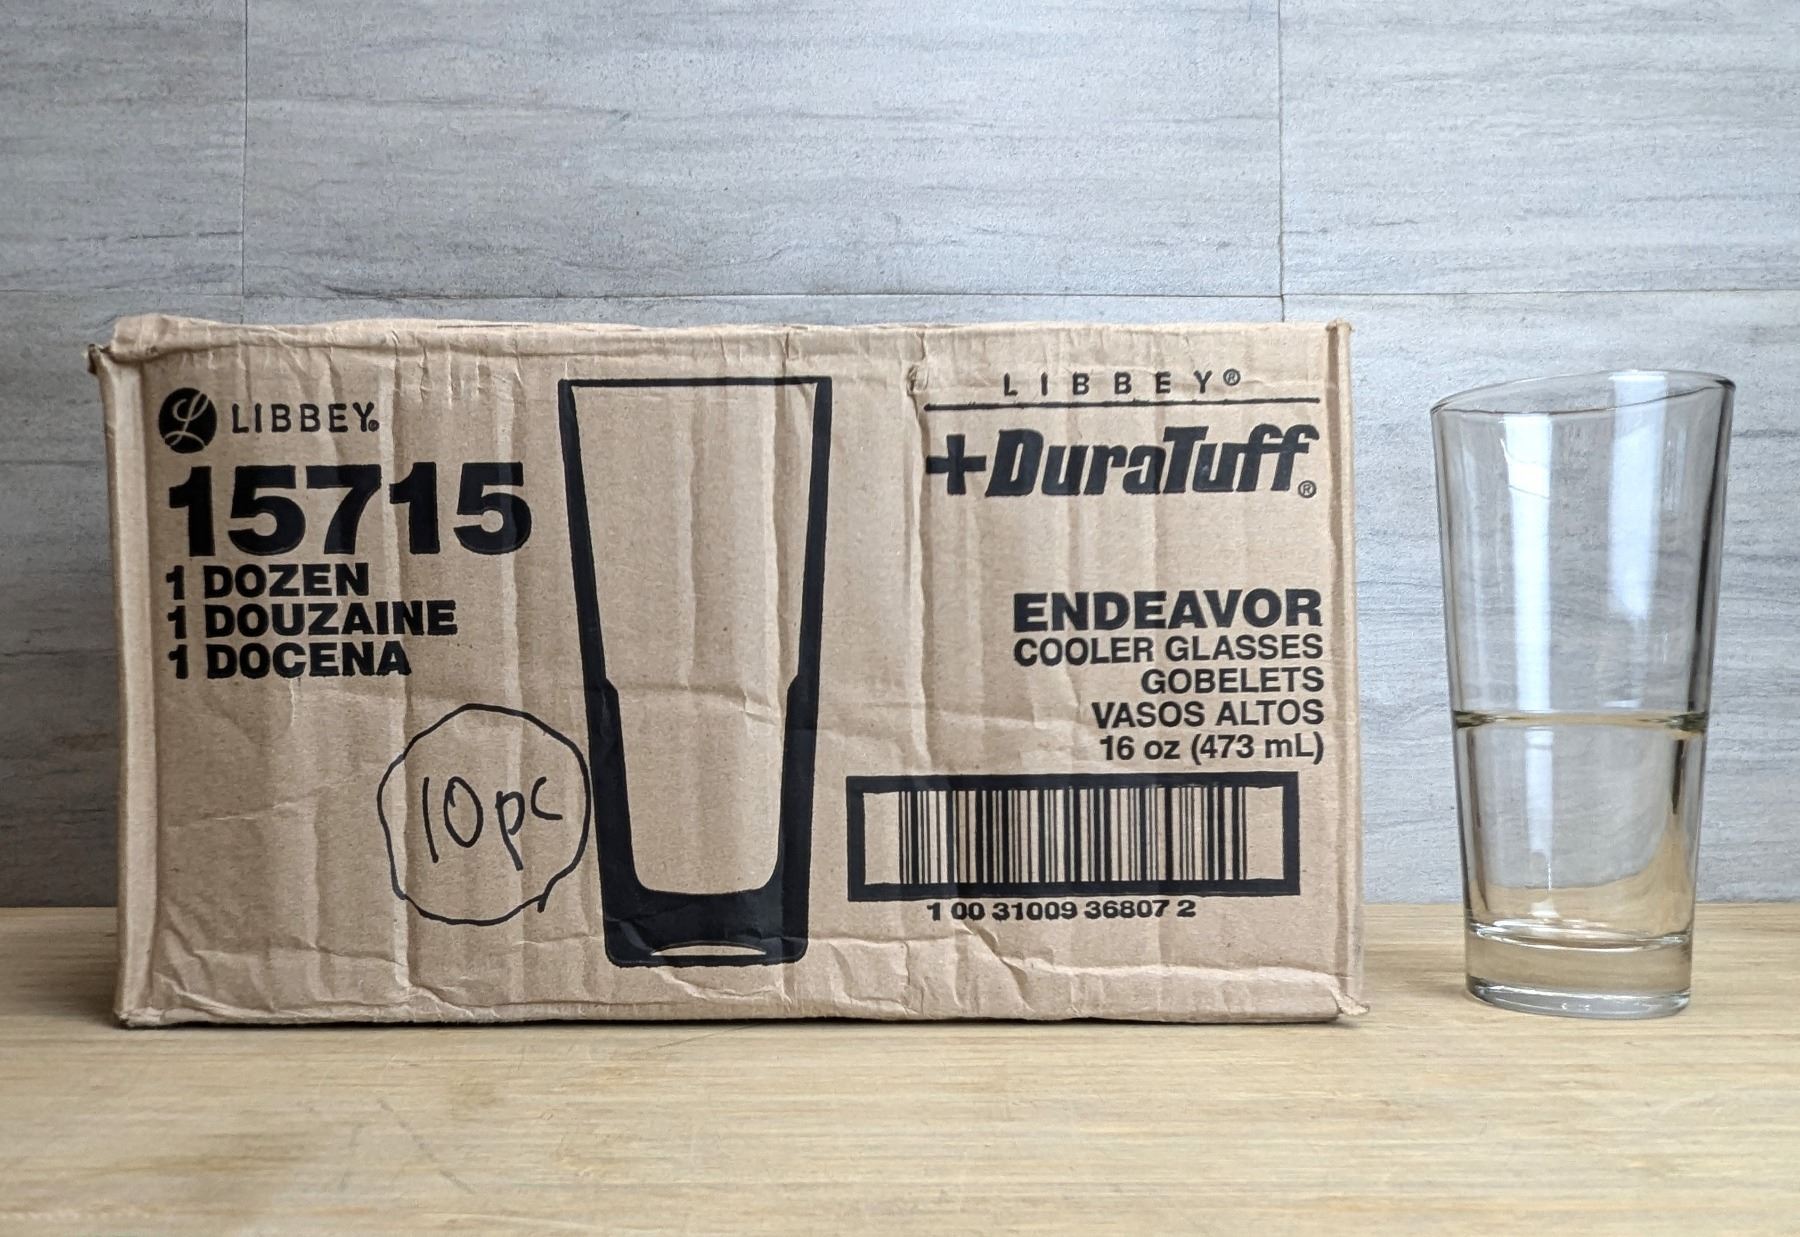 LIBBEY®
15715
1 DOZEN
1 DOUZAINE
1 DOCENA
10pc
LIBBEY®
+DuraTuff®
ENDEAVOR
COOLER GLASSES
GOBELETS
VASOS ALTOS
16 oz (473 mL)
1 00 31009 36807 2